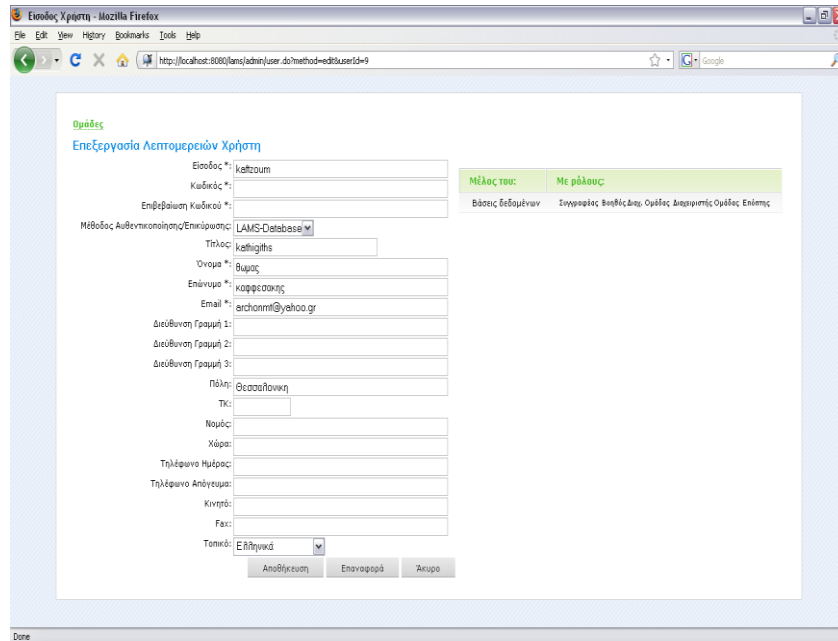 Είσοδος Χρήστη - Mozilla Firefox
File Edit View History Bookmarks Tools Help
http://localhost:8080/lams/admin/user.do?method=edit&userId=9
Google
Ομάδες
Επεξεργασία Λεπτομερειών Χρήστη
Είσοδος *: kaftzoum
Κωδικός *:
Επιβεβαίωση Κωδικού *:
Μέθοδος Αυθεντικοποίησης/Επικύρωσης: LAMS-Database
Τίτλος: kathigiths
Όνομα *: θωμας
Επώνυμο *: καφφεσακης
Email *: archonmt@yahoo.gr
Διεύθυνση Γραμμή 1:
Διεύθυνση Γραμμή 2:
Διεύθυνση Γραμμή 3:
Πόλη: Θεσσαλονικη
ΤΚ:
Νομός:
Χώρα:
Τηλέφωνο Ημέρας:
Τηλέφωνο Απόγευμα:
Κινητό:
Fax:
Τοπικό: Ελληνικά
Αποθήκευση Επαναφορά Άκυρο
Μέλος του: Με ρόλους:
Βάσεις δεδομένων Συγγραφέας Βοηθός Διαχ. Ομάδας Διαχειριστής Ομάδας Επόπτης
Done